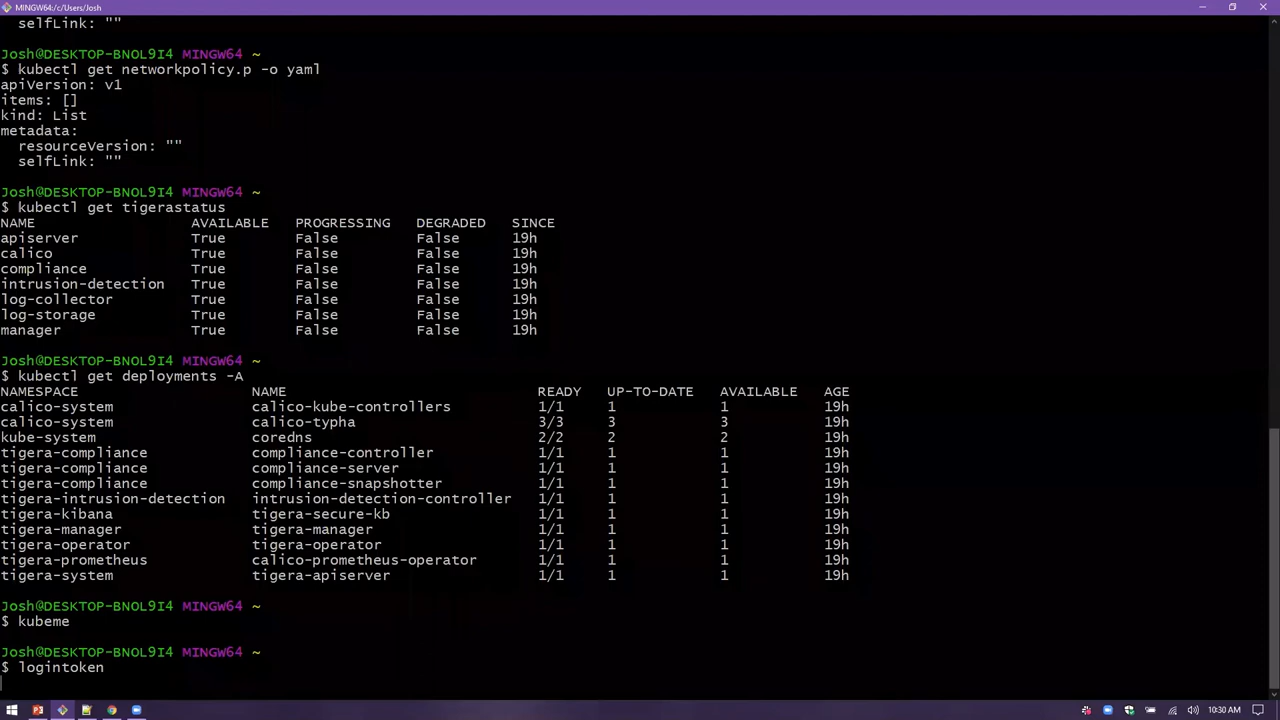 MINGW64:/c/Users/Josh
selfLink: ""
Josh@DESKTOP-BNOL9I4 MINGW64 ~
$ kubectl get networkpolicy.p -o yaml
apiVersion: v1
items: []
kind: List
metadata:
  resourceVersion: ""
  selfLink: ""
Josh@DESKTOP-BNOL9I4 MINGW64 ~
$ kubectl get tigerastatus
NAME AVAILABLE PROGRESSING DEGRADED SINCE
apiserver True False False 19h
calico True False False 19h
compliance True False False 19h
intrusion-detection True False False 19h
log-collector True False False 19h
log-storage True False False 19h
manager True False False 19h
Josh@DESKTOP-BNOL9I4 MINGW64 ~
$ kubectl get deployments -A
NAMESPACE NAME READY UP-TO-DATE AVAILABLE AGE
calico-system calico-kube-controllers 1/1 1 1 19h
calico-system calico-typha 3/3 3 3 19h
kube-system coredns 2/2 2 2 19h
tigera-compliance compliance-controller 1/1 1 1 19h
tigera-compliance compliance-server 1/1 1 1 19h
tigera-compliance compliance-snapshotter 1/1 1 1 19h
tigera-intrusion-detection intrusion-detection-controller 1/1 1 1 19h
tigera-kibana tigera-secure-kb 1/1 1 1 19h
tigera-manager tigera-manager 1/1 1 1 19h
tigera-operator tigera-operator 1/1 1 1 19h
tigera-prometheus calico-prometheus-operator 1/1 1 1 19h
tigera-system tigera-apiserver 1/1 1 1 19h
Josh@DESKTOP-BNOL9I4 MINGW64 ~
$ kubeme
Josh@DESKTOP-BNOL9I4 MINGW64 ~
$ logintoken
10:30 AM